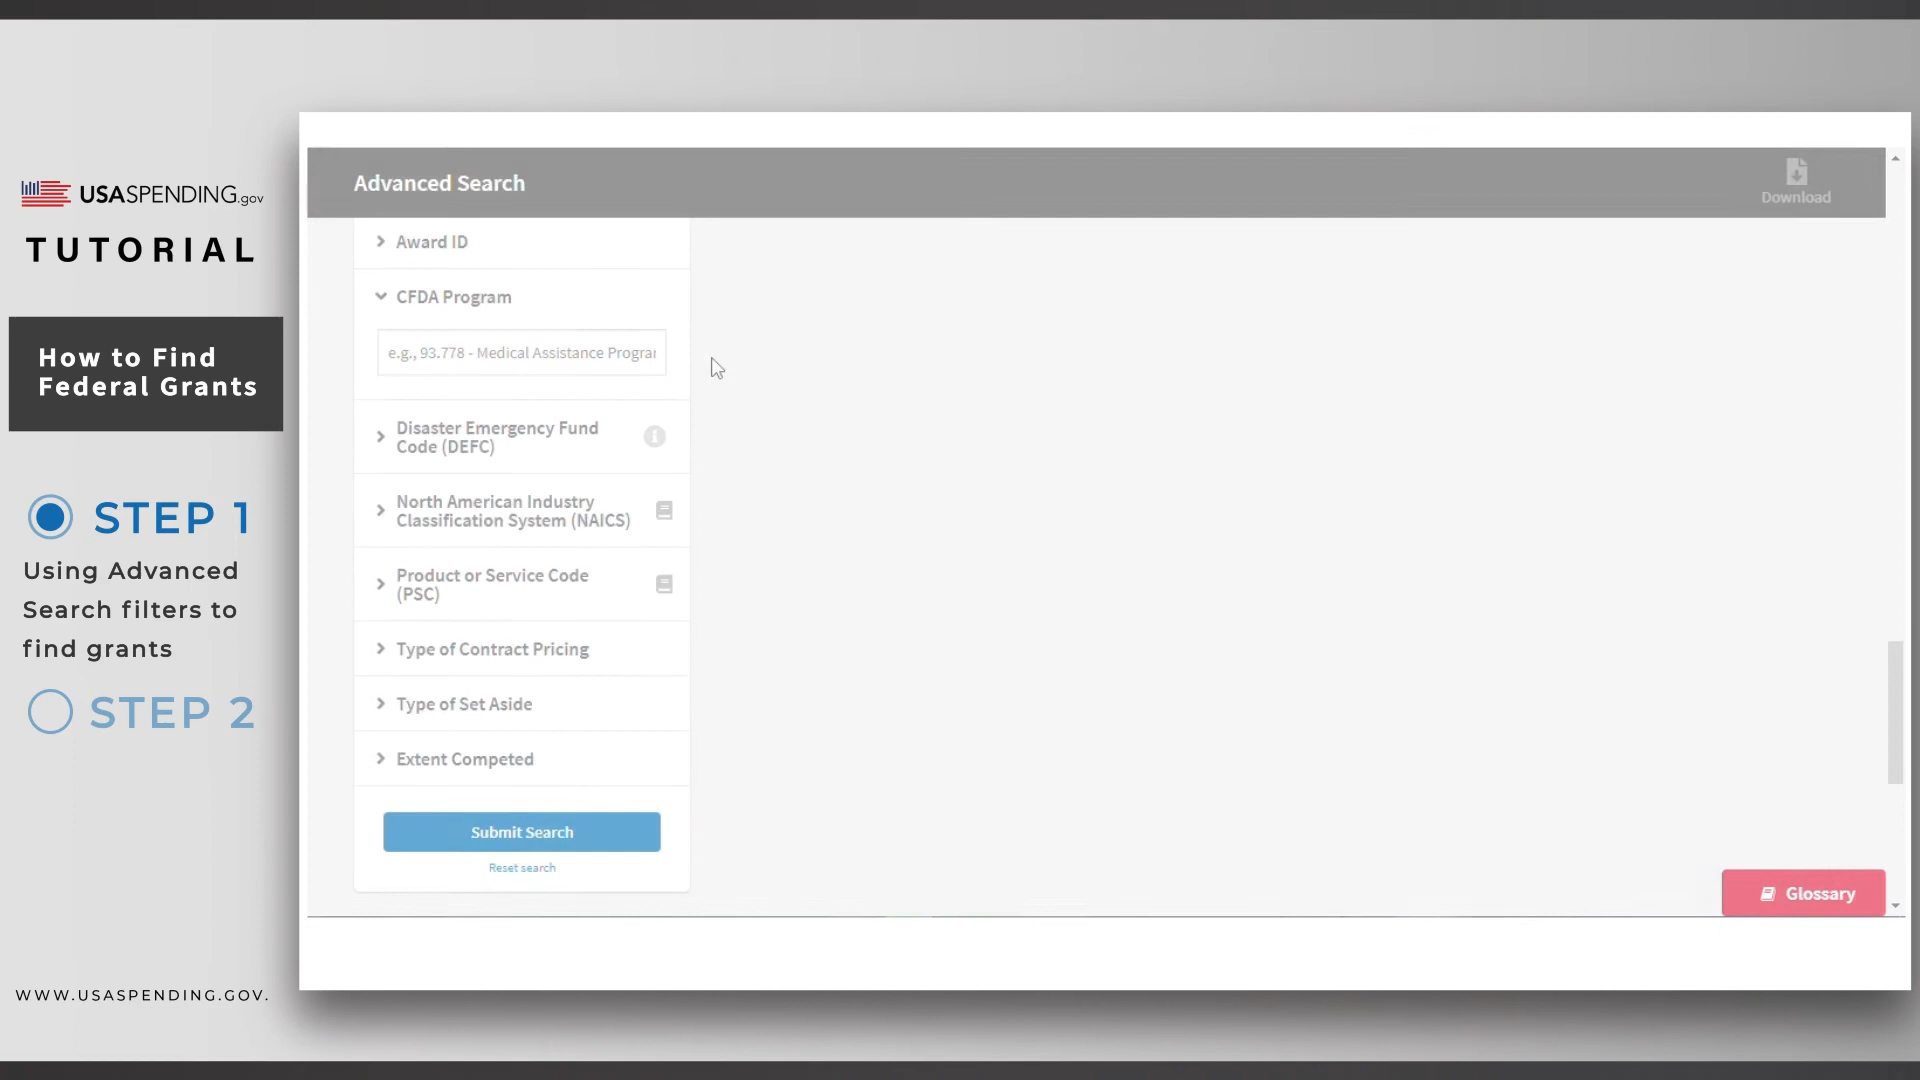 USASPENDING.gov
TUTORIAL
How to Find
Federal Grants
STEP 1
Using Advanced
Search filters to
find grants
STEP 2
WWW.USASPENDING.GOV.
Advanced Search
Download
Award ID
CFDA Program
e.g., 93.778 - Medical Assistance Program
Disaster Emergency Fund
Code (DEFC)
North American Industry
Classification System (NAICS)
Product or Service Code
(PSC)
Type of Contract Pricing
Type of Set Aside
Extent Competed
Submit Search
Reset search
Glossary